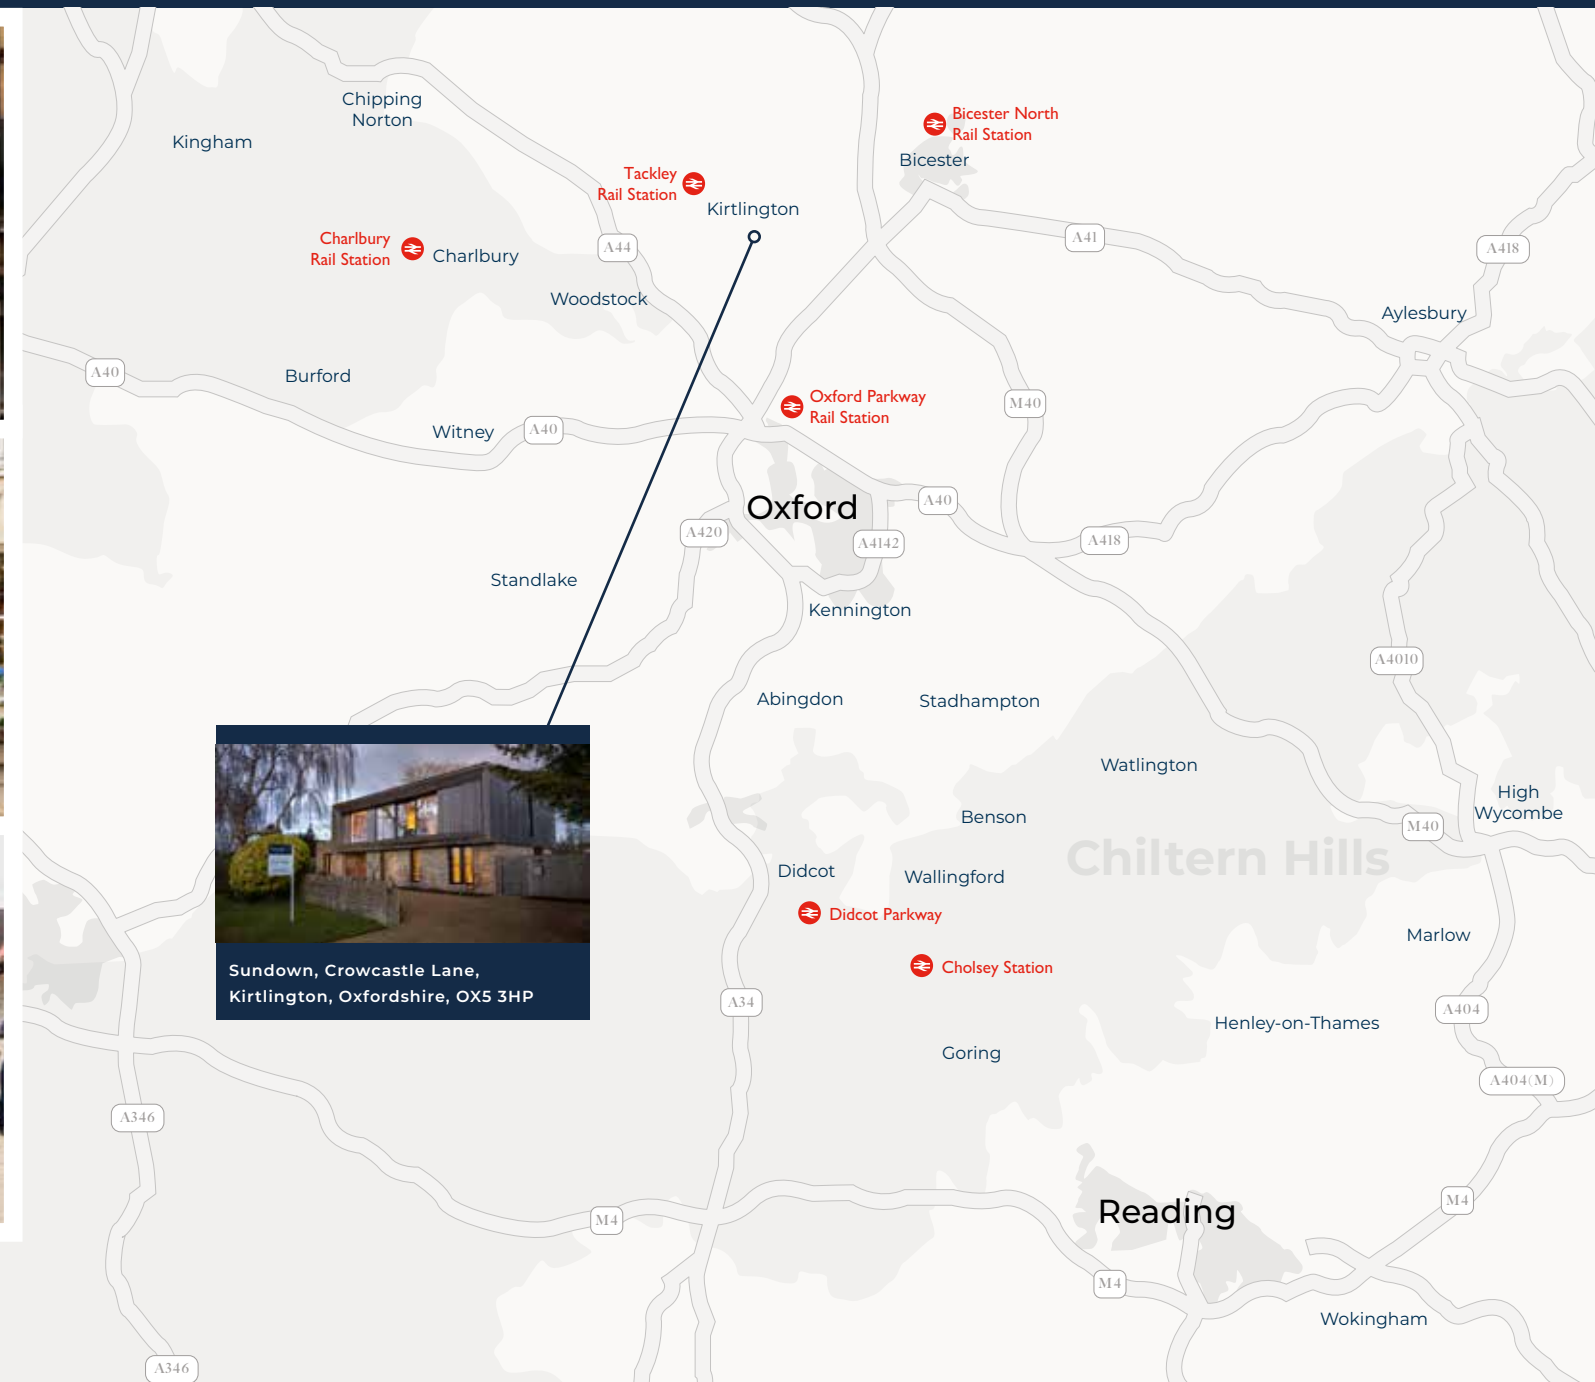 Chipping
Norton
Kingham
Bicester North
Rail Station
Bicester
Tackley
Rail Station
Kirtlington
Charlbury
Rail Station
Charlbury
A44
A41
A418
Woodstock
Aylesbury
A40
Burford
Oxford Parkway
Rail Station
M40
Witney
A40
Oxford
A40
A420
A4142
A418
Standlake
Kennington
A4010
Abingdon
Stadhampton
Watlington
High
Wycombe
Benson
M40
Chiltern Hills
Didcot
Wallingford
Didcot Parkway
Marlow
Cholsey Station
Sundown, Crowcastle Lane,
Kirtlington, Oxfordshire, OX5 3HP
A34
A404
Henley-on-Thames
Goring
A404(M)
A346
M4
Reading
M4
M4
Wokingham
A346